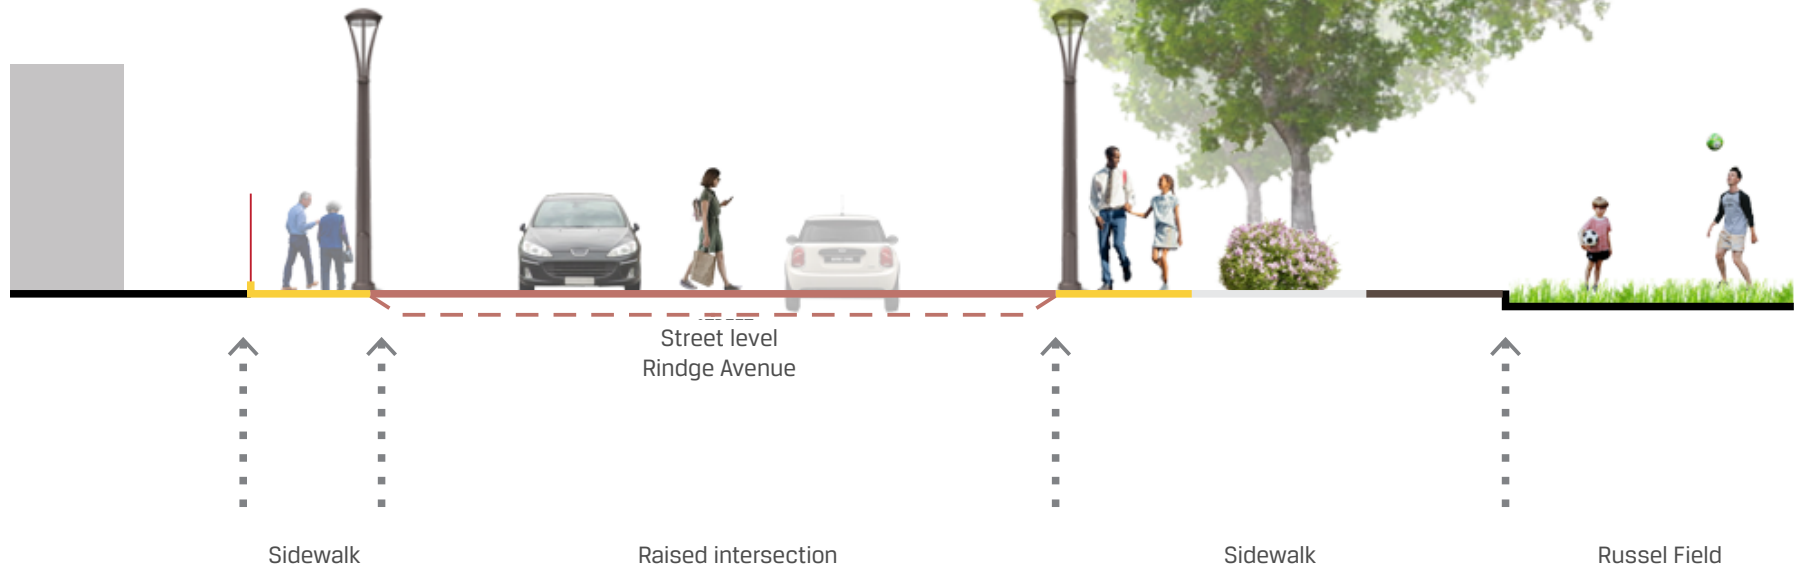 Street level
Rindge Avenue
Sidewalk
Raised intersection
Sidewalk
Russel Field